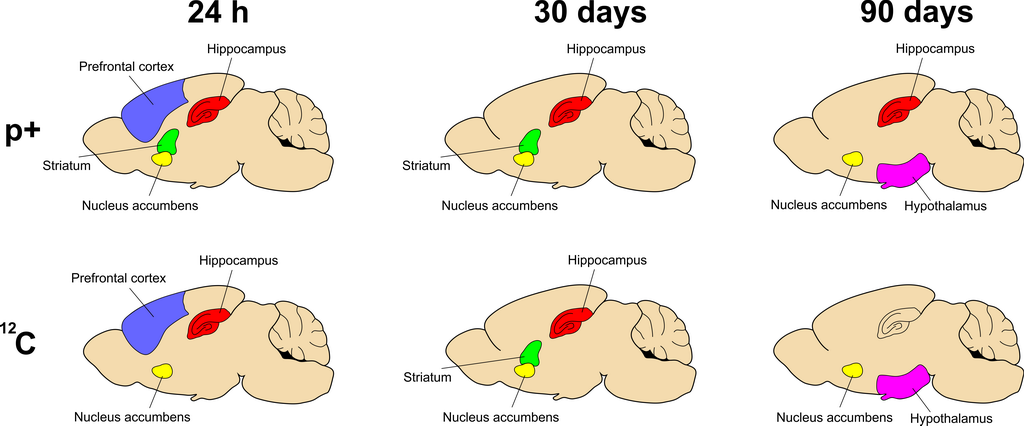 24 h
30 days
90 days
p+
Hippocampus
Prefrontal cortex
Striatum
Nucleus accumbens
Hippocampus
Striatum
Nucleus accumbens
Hippocampus
Nucleus accumbens
Hypothalamus
12C
Hippocampus
Prefrontal cortex
Nucleus accumbens
Hippocampus
Striatum
Nucleus accumbens
Nucleus accumbens
Hypothalamus